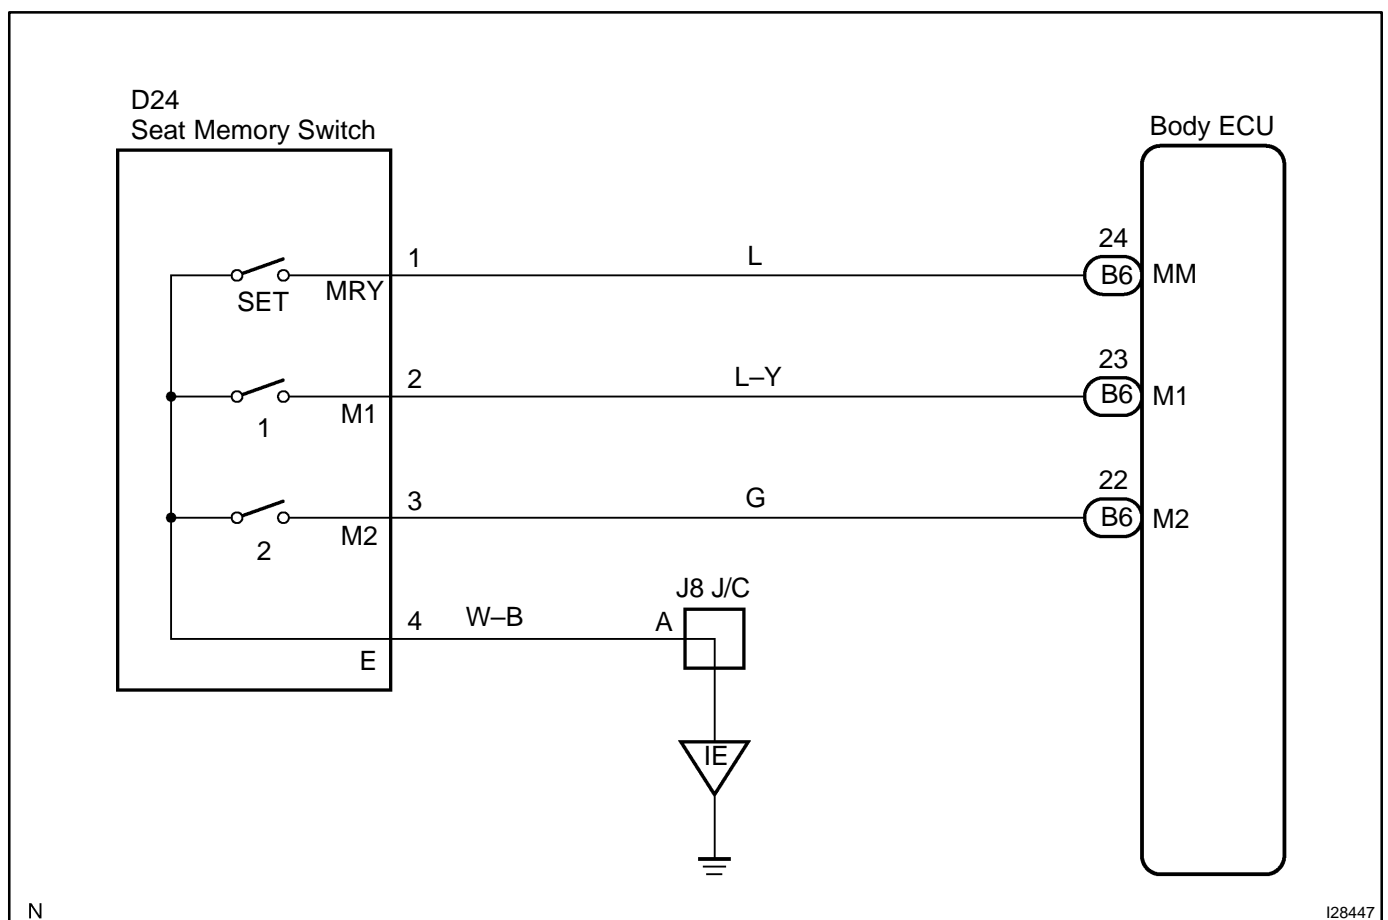 D24
Seat Memory Switch
Body ECU
1
L
24
SET
MRY
B6
MM
2
L–Y
23
1
M1
B6
M1
3
G
22
2
M2
B6
M2
J8 J/C
4
W–B
A
E
IE
N
I28447